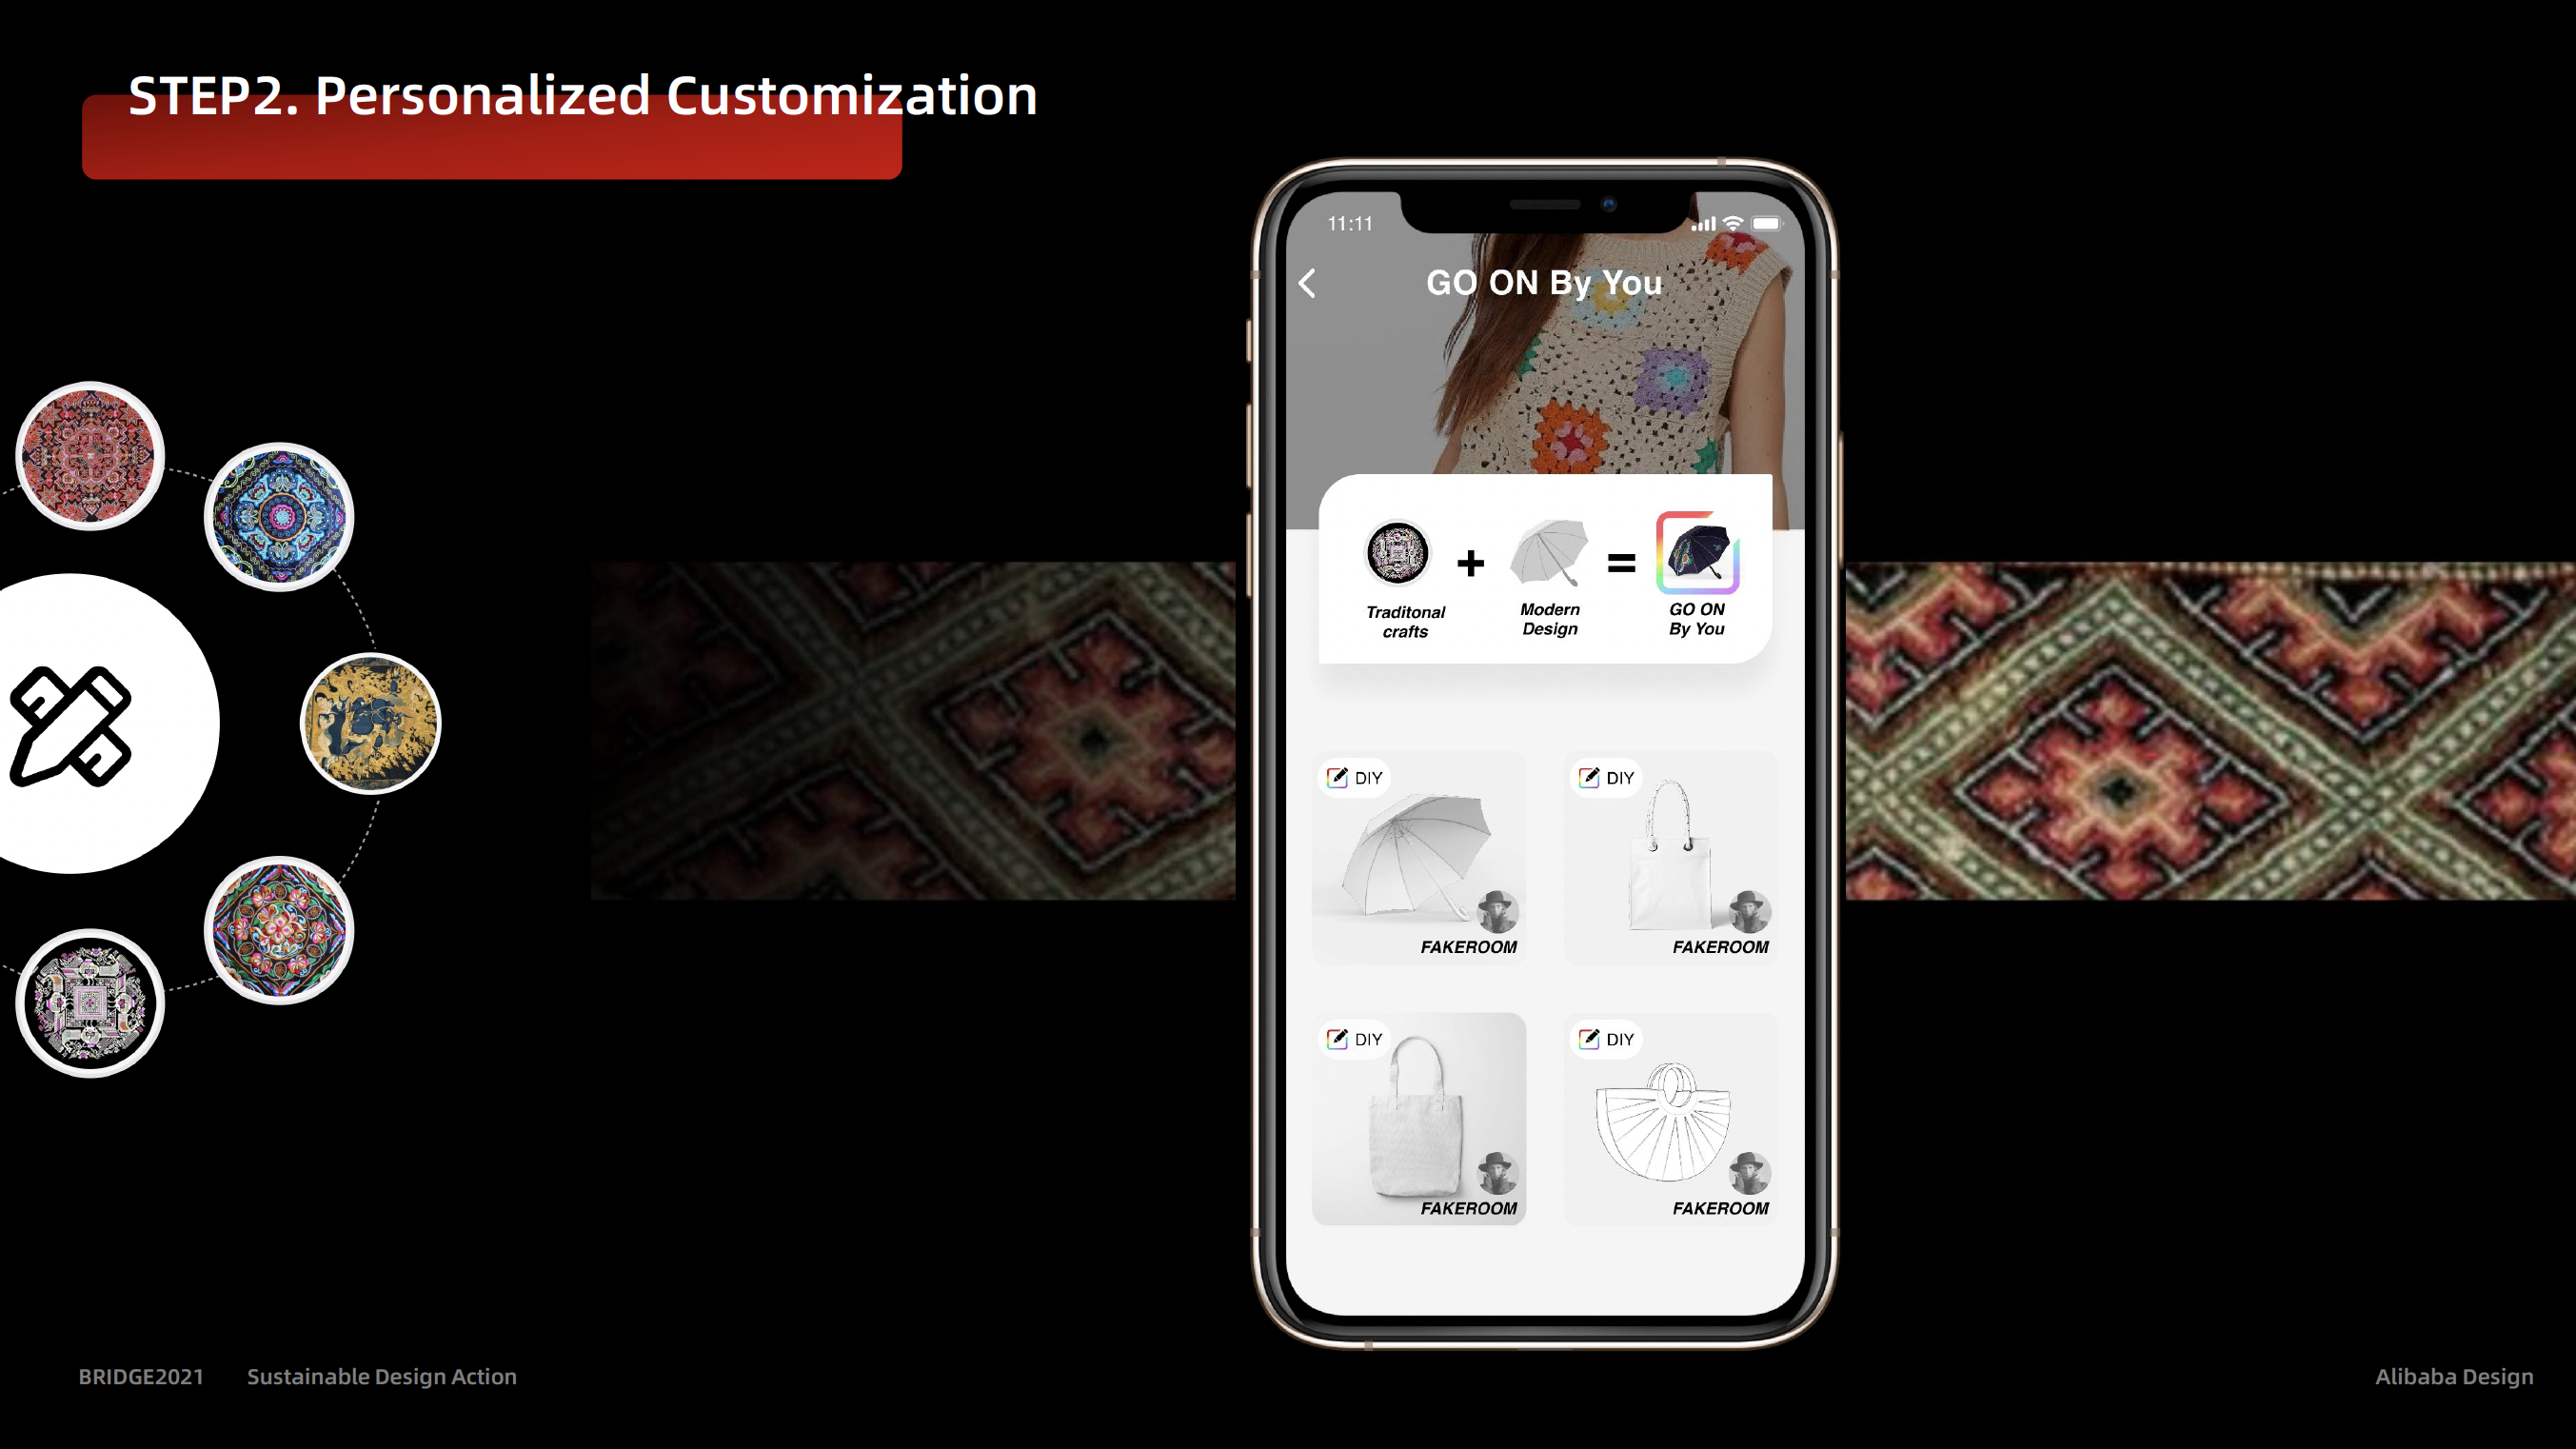 STEP2. Personalized Customization
11:11
GO ON By You
+
=
Traditonal
crafts
Modern
Design
GO ON
By You
DIY
DIY
FAKEROOM
FAKEROOM
DIY
DIY
FAKEROOM
FAKEROOM
BRIDGE2021
Sustainable Design Action
Alibaba Design